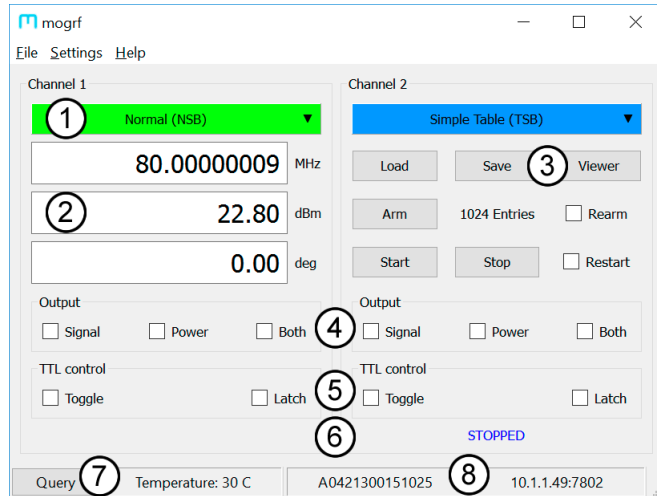 mogrf
File Settings Help
Channel 1
Channel 2
1 Normal (NSB) ▼
Simple Table (TSB) ▼
80.00000009 MHz
Load Save 3 Viewer
2 22.80 dBm
Arm 1024 Entries Rearm
0.00 deg
Start Stop Restart
Output
Signal Power Both
4
Output
Signal Power Both
TTL control
Toggle Latch
5
TTL control
Toggle Latch
6
STOPPED
Query 7 Temperature: 30 C
A0421300151025 8 10.1.1.49:7802